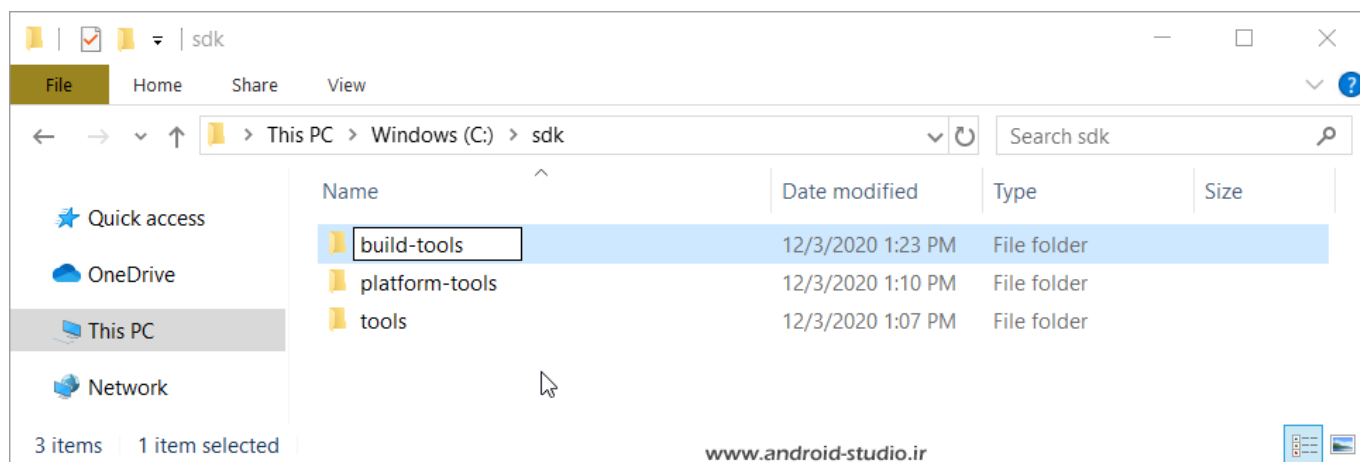 sdk
File Home Share View
This PC > Windows (C:) > sdk Search sdk
Name Date modified Type Size
Quick access
build-tools 12/3/2020 1:23 PM File folder
OneDrive
platform-tools 12/3/2020 1:10 PM File folder
tools 12/3/2020 1:07 PM File folder
This PC
Network
3 items 1 item selected
www.android-studio.ir